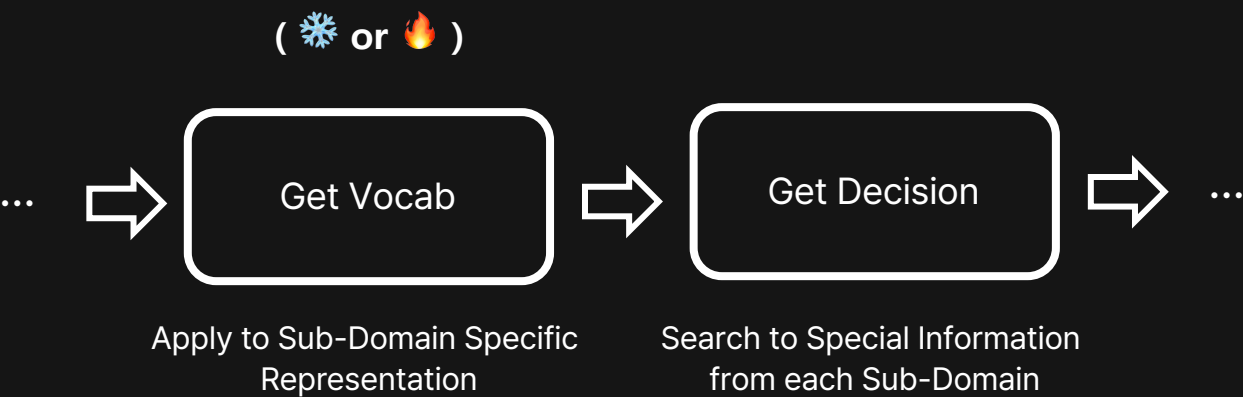 ( ❄️ or 🔥 )
... Get Vocab Get Decision ...
Apply to Sub-Domain Specific
Representation
Search to Special Information
from each Sub-Domain